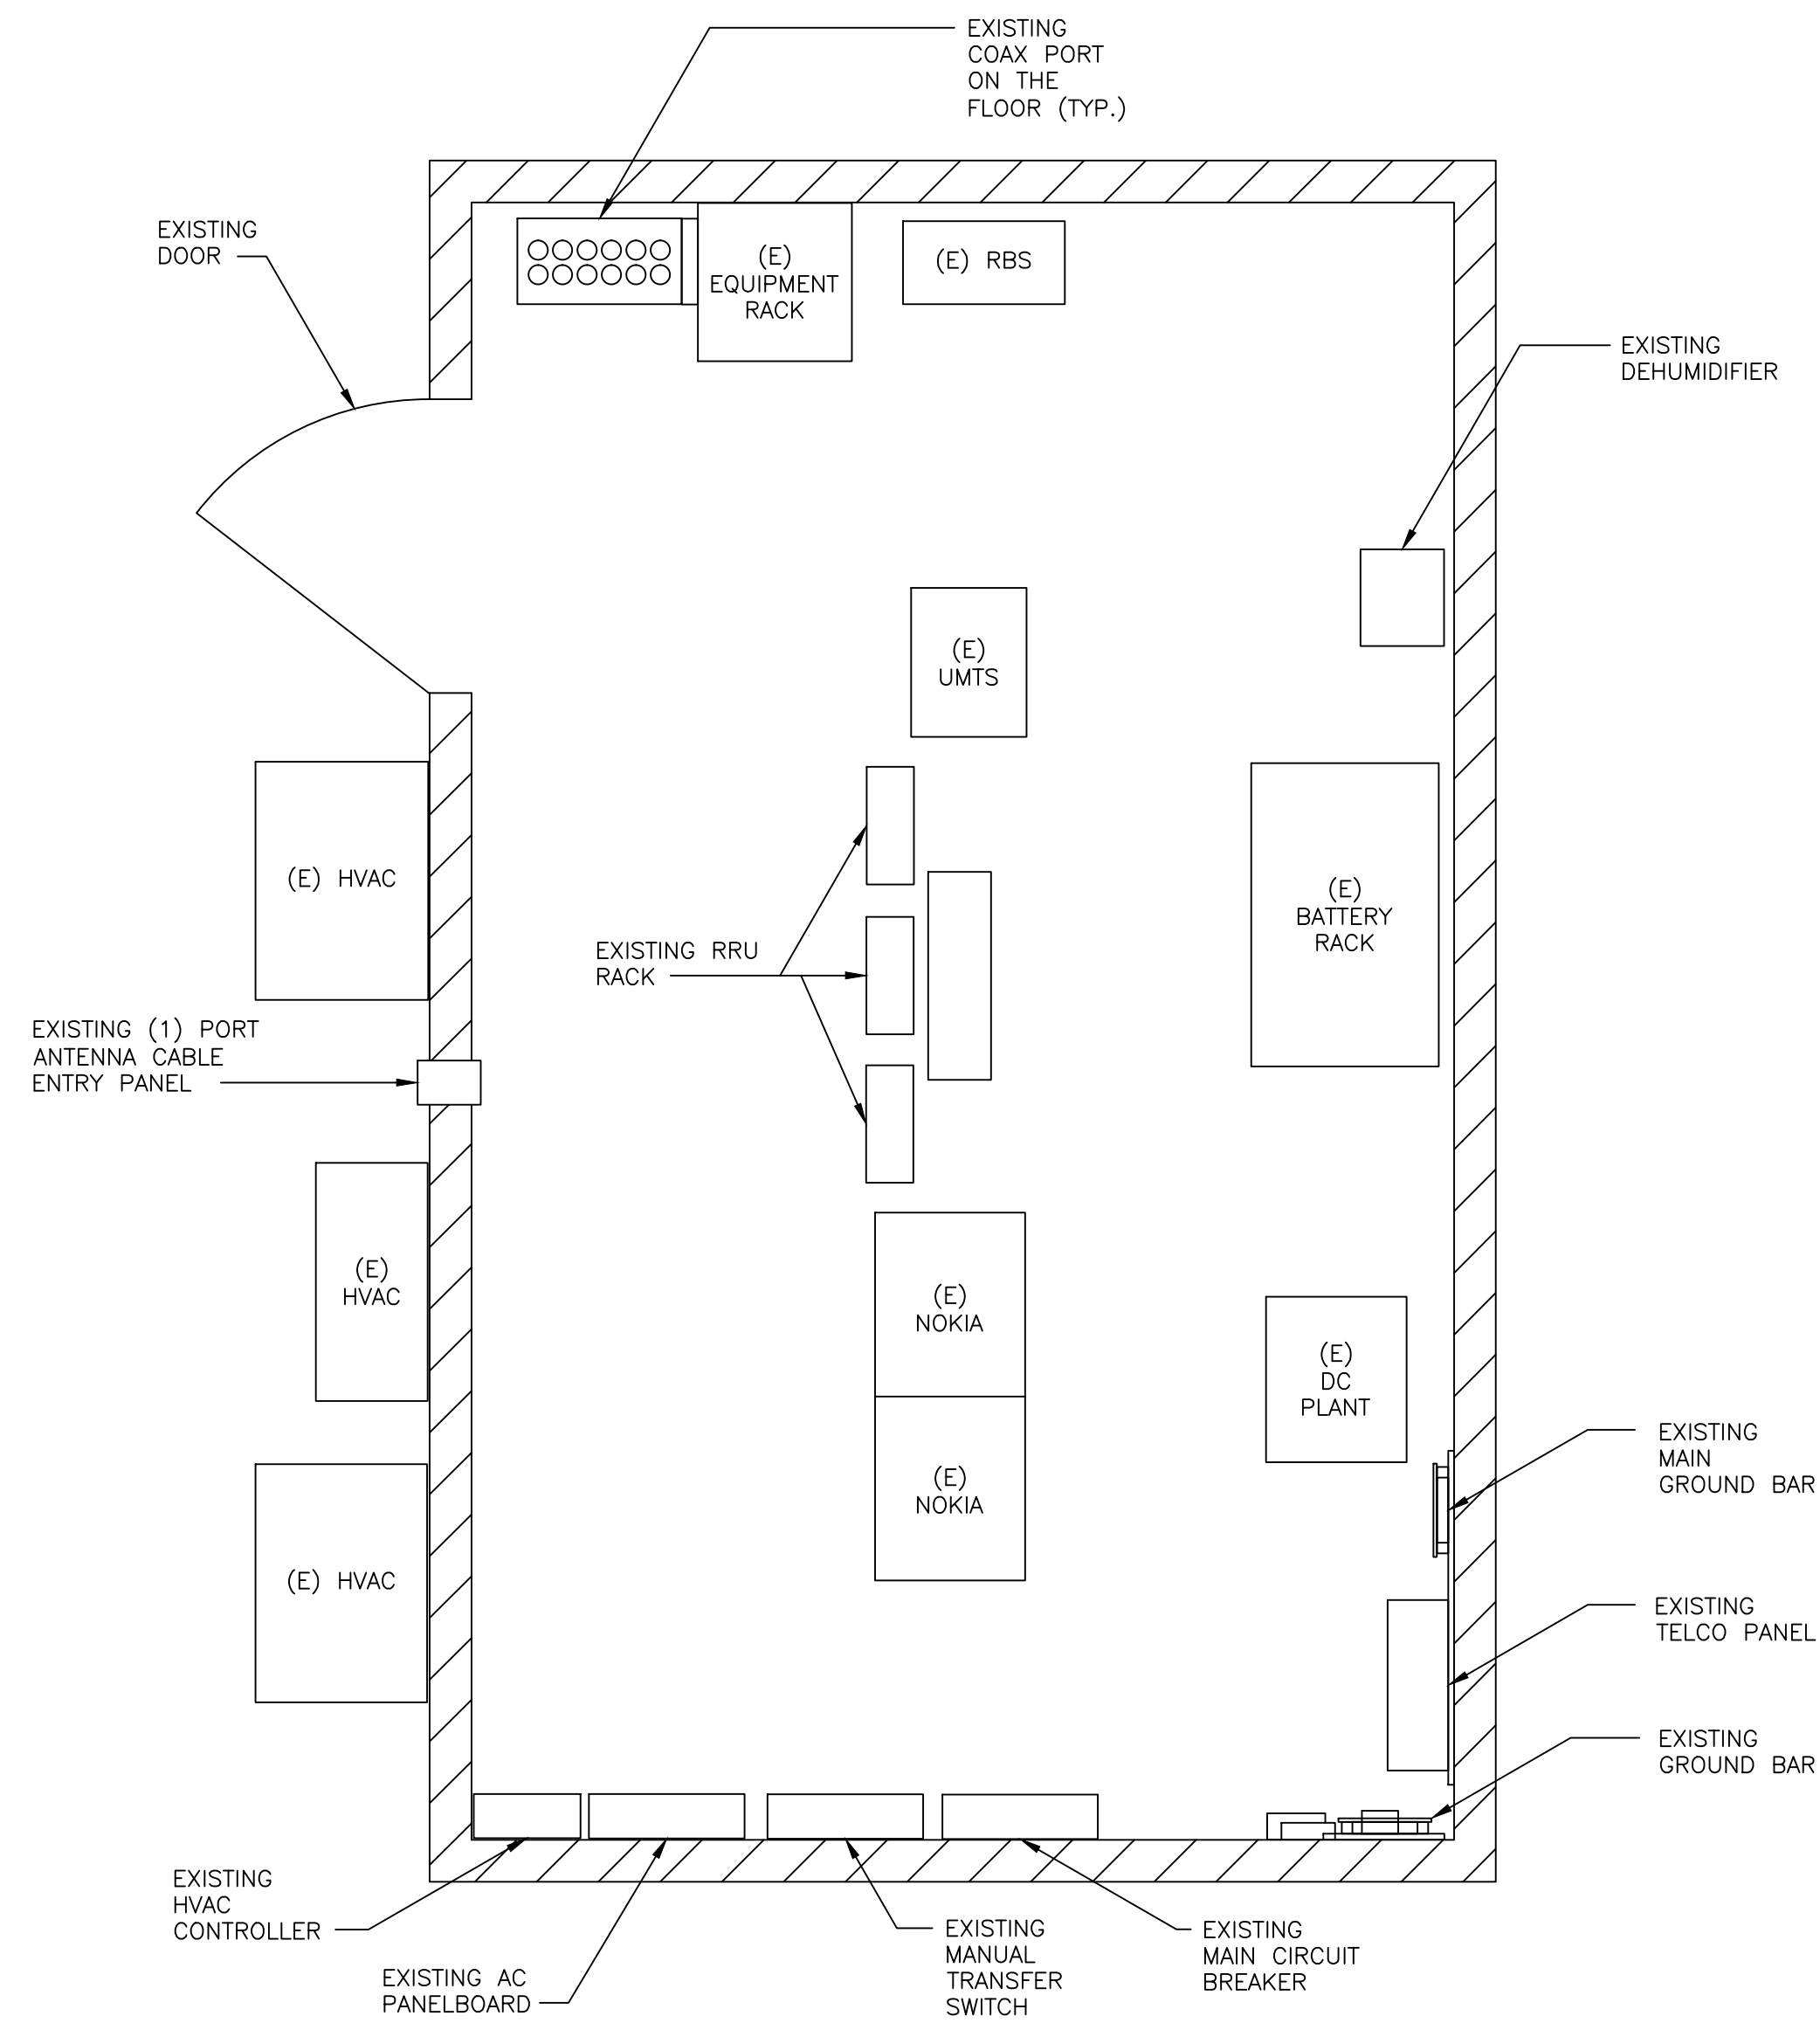 EXISTING
COAX PORT
ON THE
FLOOR (TYP.)
EXISTING
DOOR
(E)
EQUIPMENT
RACK
(E) RBS
EXISTING
DEHUMIDIFIER
(E)
UMTS
(E) HVAC
(E)
BATTERY
RACK
EXISTING RRU
RACK
EXISTING (1) PORT
ANTENNA CABLE
ENTRY PANEL
(E)
HVAC
(E)
NOKIA
(E)
DC
PLANT
EXISTING
MAIN
GROUND BAR
(E)
NOKIA
(E) HVAC
EXISTING
TELCO PANEL
EXISTING
GROUND BAR
EXISTING
HVAC
CONTROLLER
EXISTING AC
PANELBOARD
EXISTING
MANUAL
TRANSFER
SWITCH
EXISTING
MAIN CIRCUIT
BREAKER